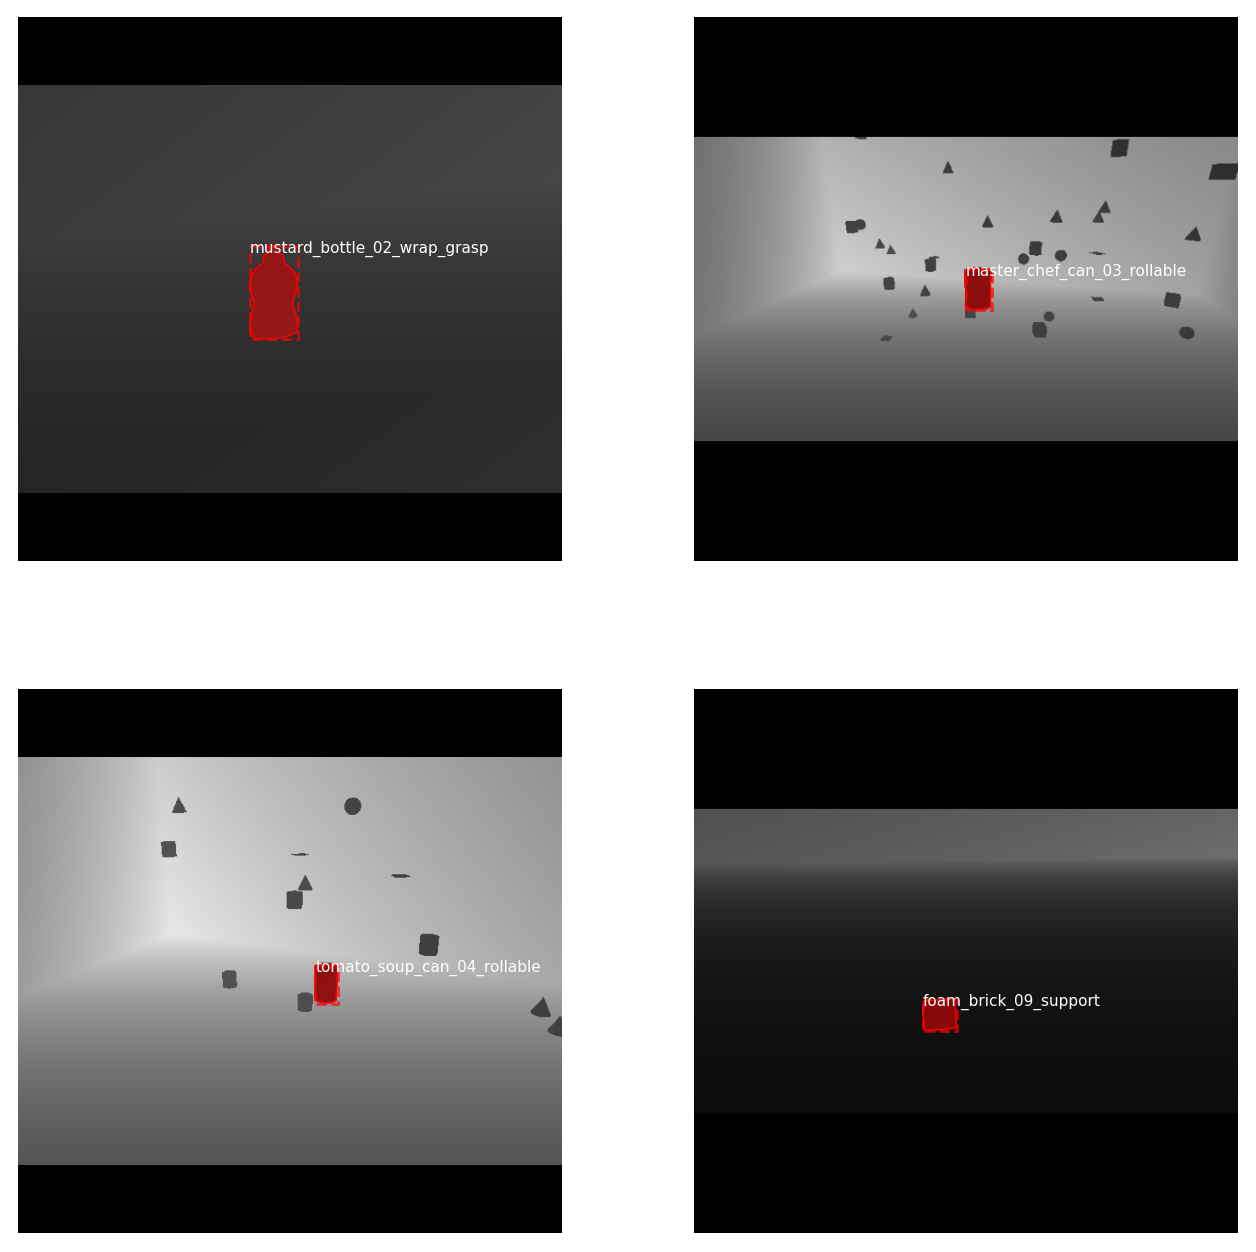 mustard_bottle_02_wrap_grasp
master_chef_can_03_rollable
tomato_soup_can_04_rollable
foam_brick_09_support